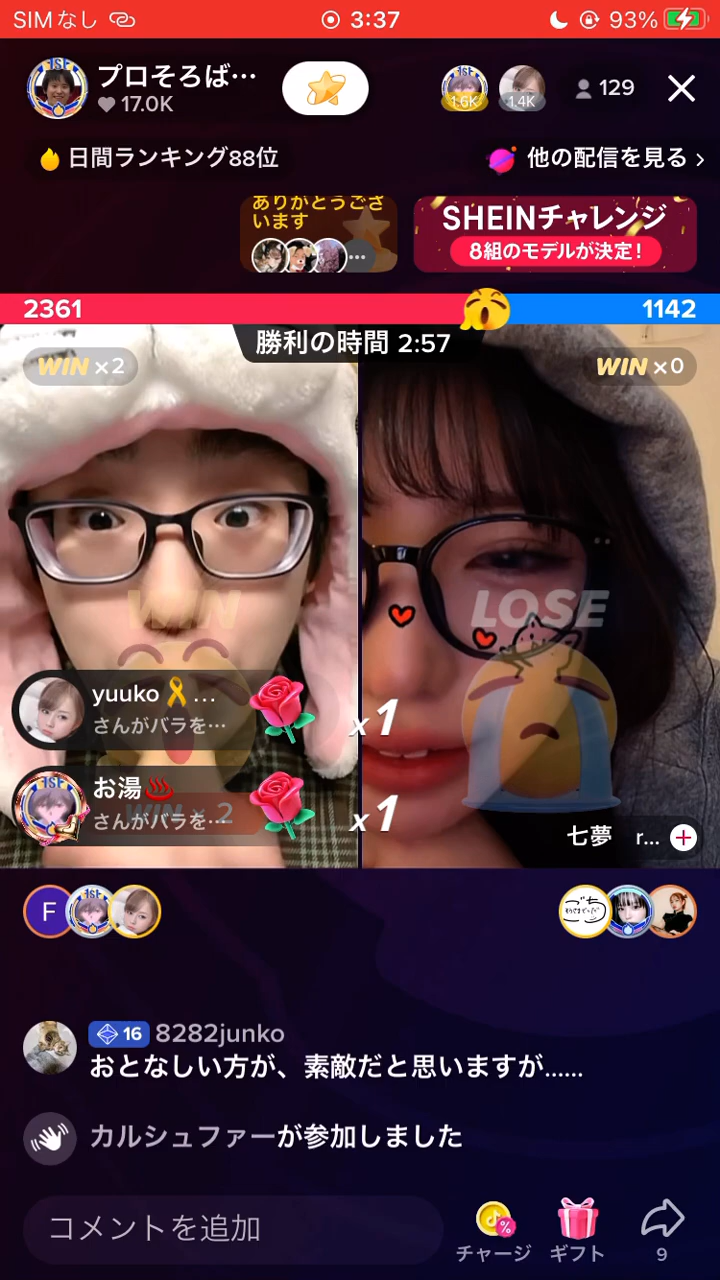 SIMなし
3:37
93%
プロそろば…
17.0K
1.6K
1.4K
129
日間ランキング88位
他の配信を見る
ありがとうござ
います
SHEINチャレンジ
8組のモデルが決定！
2361
1142
勝利の時間 2:57
WIN ×2
WIN ×0
WIN
LOSE
yuuko🎗…
さんがバラを…
x1
お湯♨
さんがバラを…
x1
WIN × 2
七夢 r...
F
16 8282junko
おとなしい方が、素敵だと思いますが……
カルシュファーが参加しました
コメントを追加
チャージ
ギフト
9